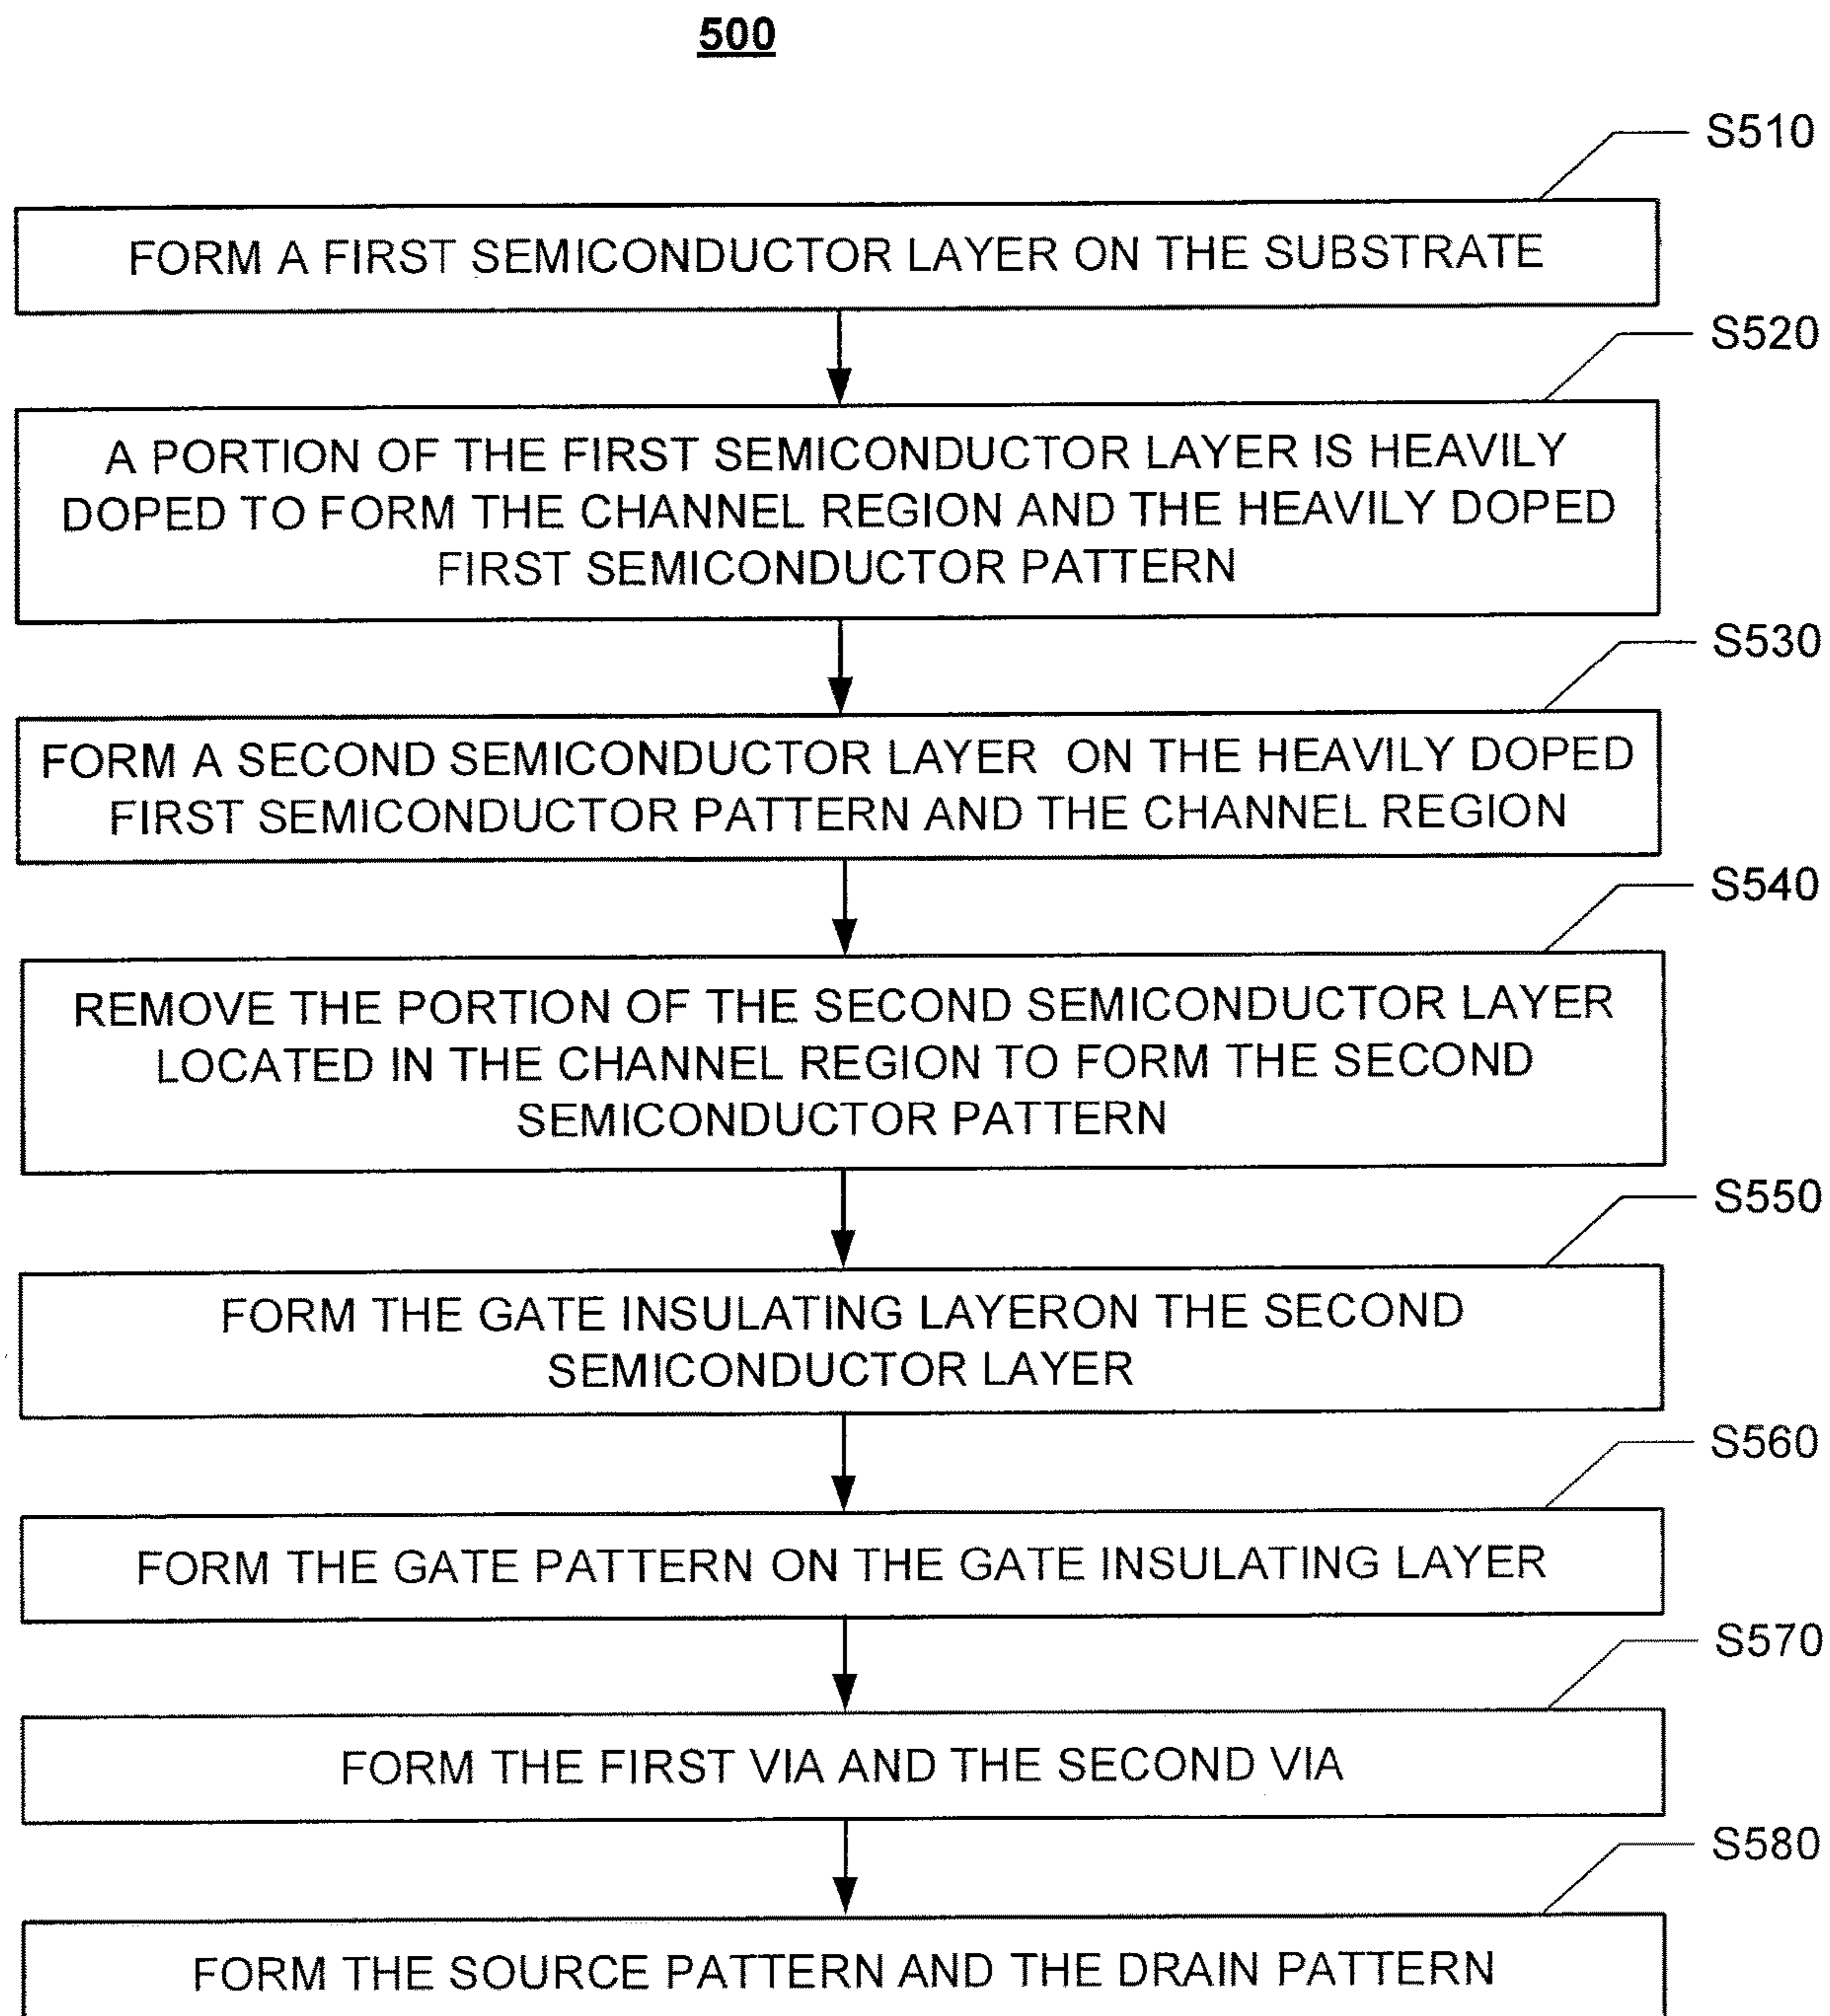 500
S510
FORM A FIRST SEMICONDUCTOR LAYER ON THE SUBSTRATE
S520
A PORTION OF THE FIRST SEMICONDUCTOR LAYER IS HEAVILY
DOPED TO FORM THE CHANNEL REGION AND THE HEAVILY DOPED
FIRST SEMICONDUCTOR PATTERN
S530
FORM A SECOND SEMICONDUCTOR LAYER ON THE HEAVILY DOPED
FIRST SEMICONDUCTOR PATTERN AND THE CHANNEL REGION
S540
REMOVE THE PORTION OF THE SECOND SEMICONDUCTOR LAYER
LOCATED IN THE CHANNEL REGION TO FORM THE SECOND
SEMICONDUCTOR PATTERN
S550
FORM THE GATE INSULATING LAYERON THE SECOND
SEMICONDUCTOR LAYER
S560
FORM THE GATE PATTERN ON THE GATE INSULATING LAYER
S570
FORM THE FIRST VIA AND THE SECOND VIA
S580
FORM THE SOURCE PATTERN AND THE DRAIN PATTERN